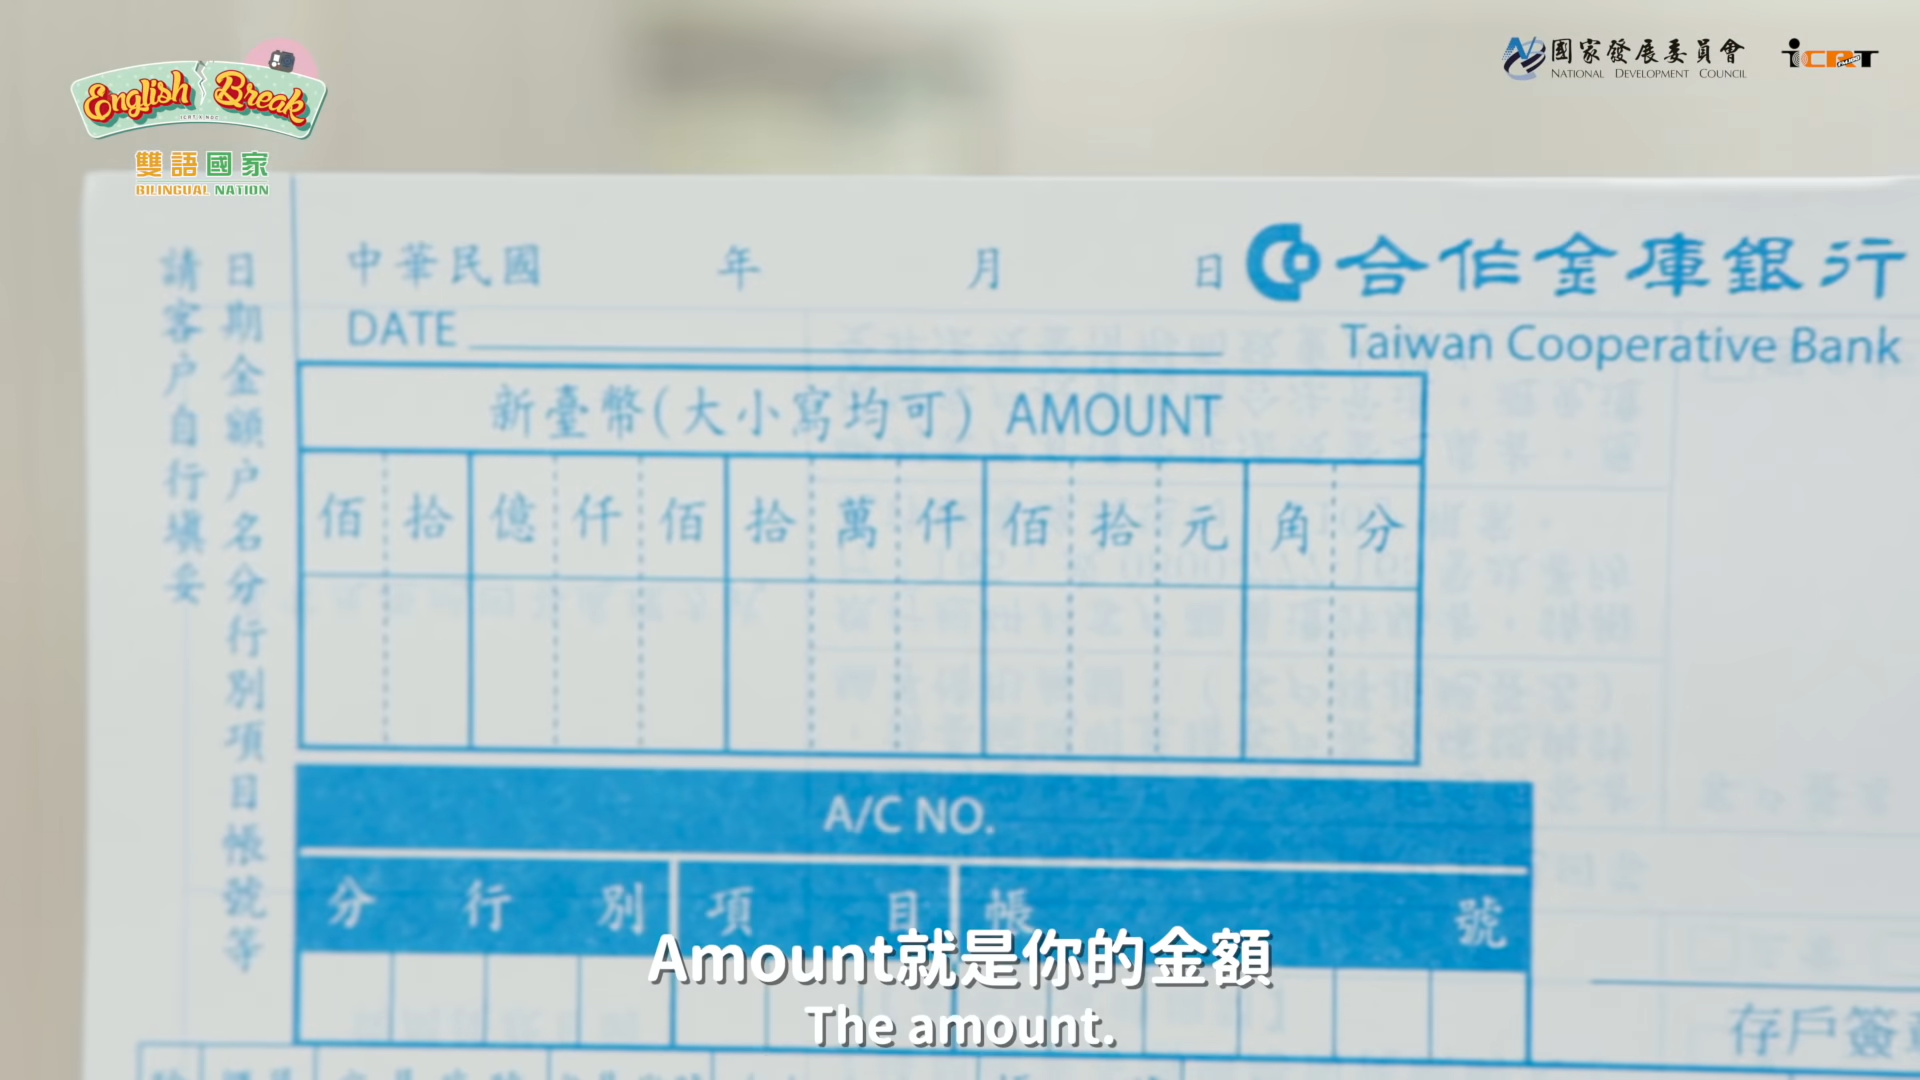 English Break
雙語國家
BILINGUAL NATION
國家發展委員會
NATIONAL DEVELOPMENT COUNCIL
iCRT
請客戶自行填妥
日期金額戶名分行別項目帳號等
中華民國 年 月 日
DATE
合作金庫銀行
Taiwan Cooperative Bank
新臺幣(大小寫均可) AMOUNT
佰 拾 億 仟 佰 拾 萬 仟 佰 拾 元 角 分
A/C NO.
分行別 項目 帳號
存戶簽
Amount就是你的金額
The amount.